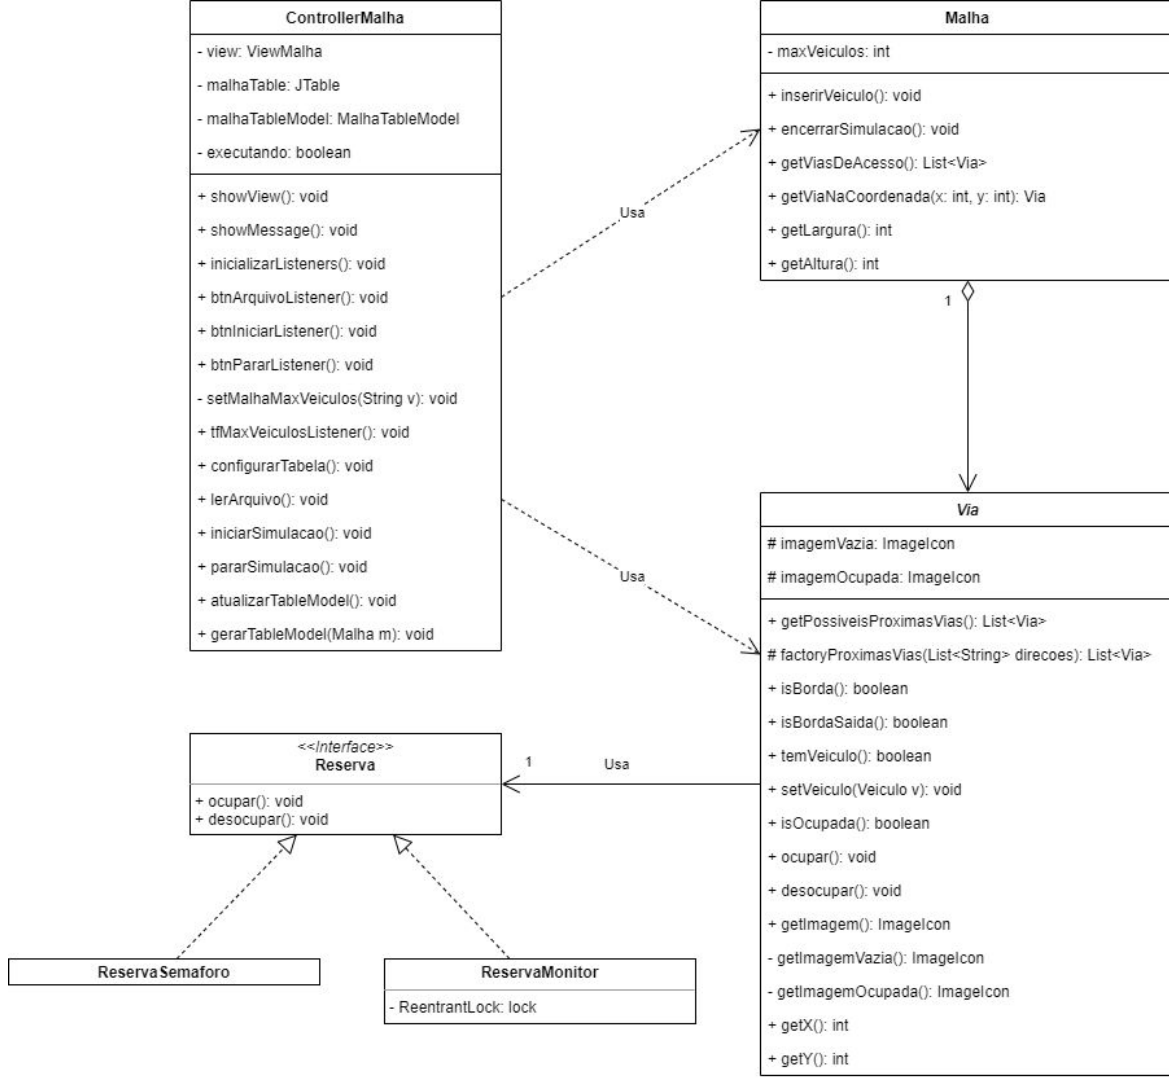 ControllerMalha
- view: ViewMalha
- malhaTable: JTable
- malhaTableModel: MalhaTableModel
- executando: boolean
+ showView(): void
+ showMessage(): void
+ inicializarListeners(): void
+ btnArquivoListener(): void
+ btnIniciarListener(): void
+ btnPararListener(): void
- setMalhaMaxVeiculos(String v): void
+ tfMaxVeiculosListener(): void
+ configurarTabela(): void
+ lerArquivo(): void
+ iniciarSimulacao(): void
+ pararSimulacao(): void
+ atualizarTableModel(): void
+ gerarTableModel(Malha m): void
Usa
Usa
Malha
- maxVeiculos: int
+ inserirVeiculo(): void
+ encerrarSimulacao(): void
+ getViasDeAcesso(): List<Via>
+ getViaNaCoordenada(x: int, y: int): Via
+ getLargura(): int
+ getAltura(): int
1
Via
# imagemVazia: ImageIcon
# imagemOcupada: ImageIcon
+ getPossiveisProximasVias(): List<Via>
# factoryProximasVias(List<String> direcoes): List<Via>
+ isBorda(): boolean
+ isBordaSaida(): boolean
+ temVeiculo(): boolean
+ setVeiculo(Veiculo v): void
+ isOcupada(): boolean
+ ocupar(): void
+ desocupar(): void
+ getImagem(): ImageIcon
- getImagemVazia(): ImageIcon
- getImagemOcupada(): ImageIcon
+ getX(): int
+ getY(): int
1
Usa
<<Interface>>
Reserva
+ ocupar(): void
+ desocupar(): void
ReservaSemaforo
ReservaMonitor
- ReentrantLock: lock